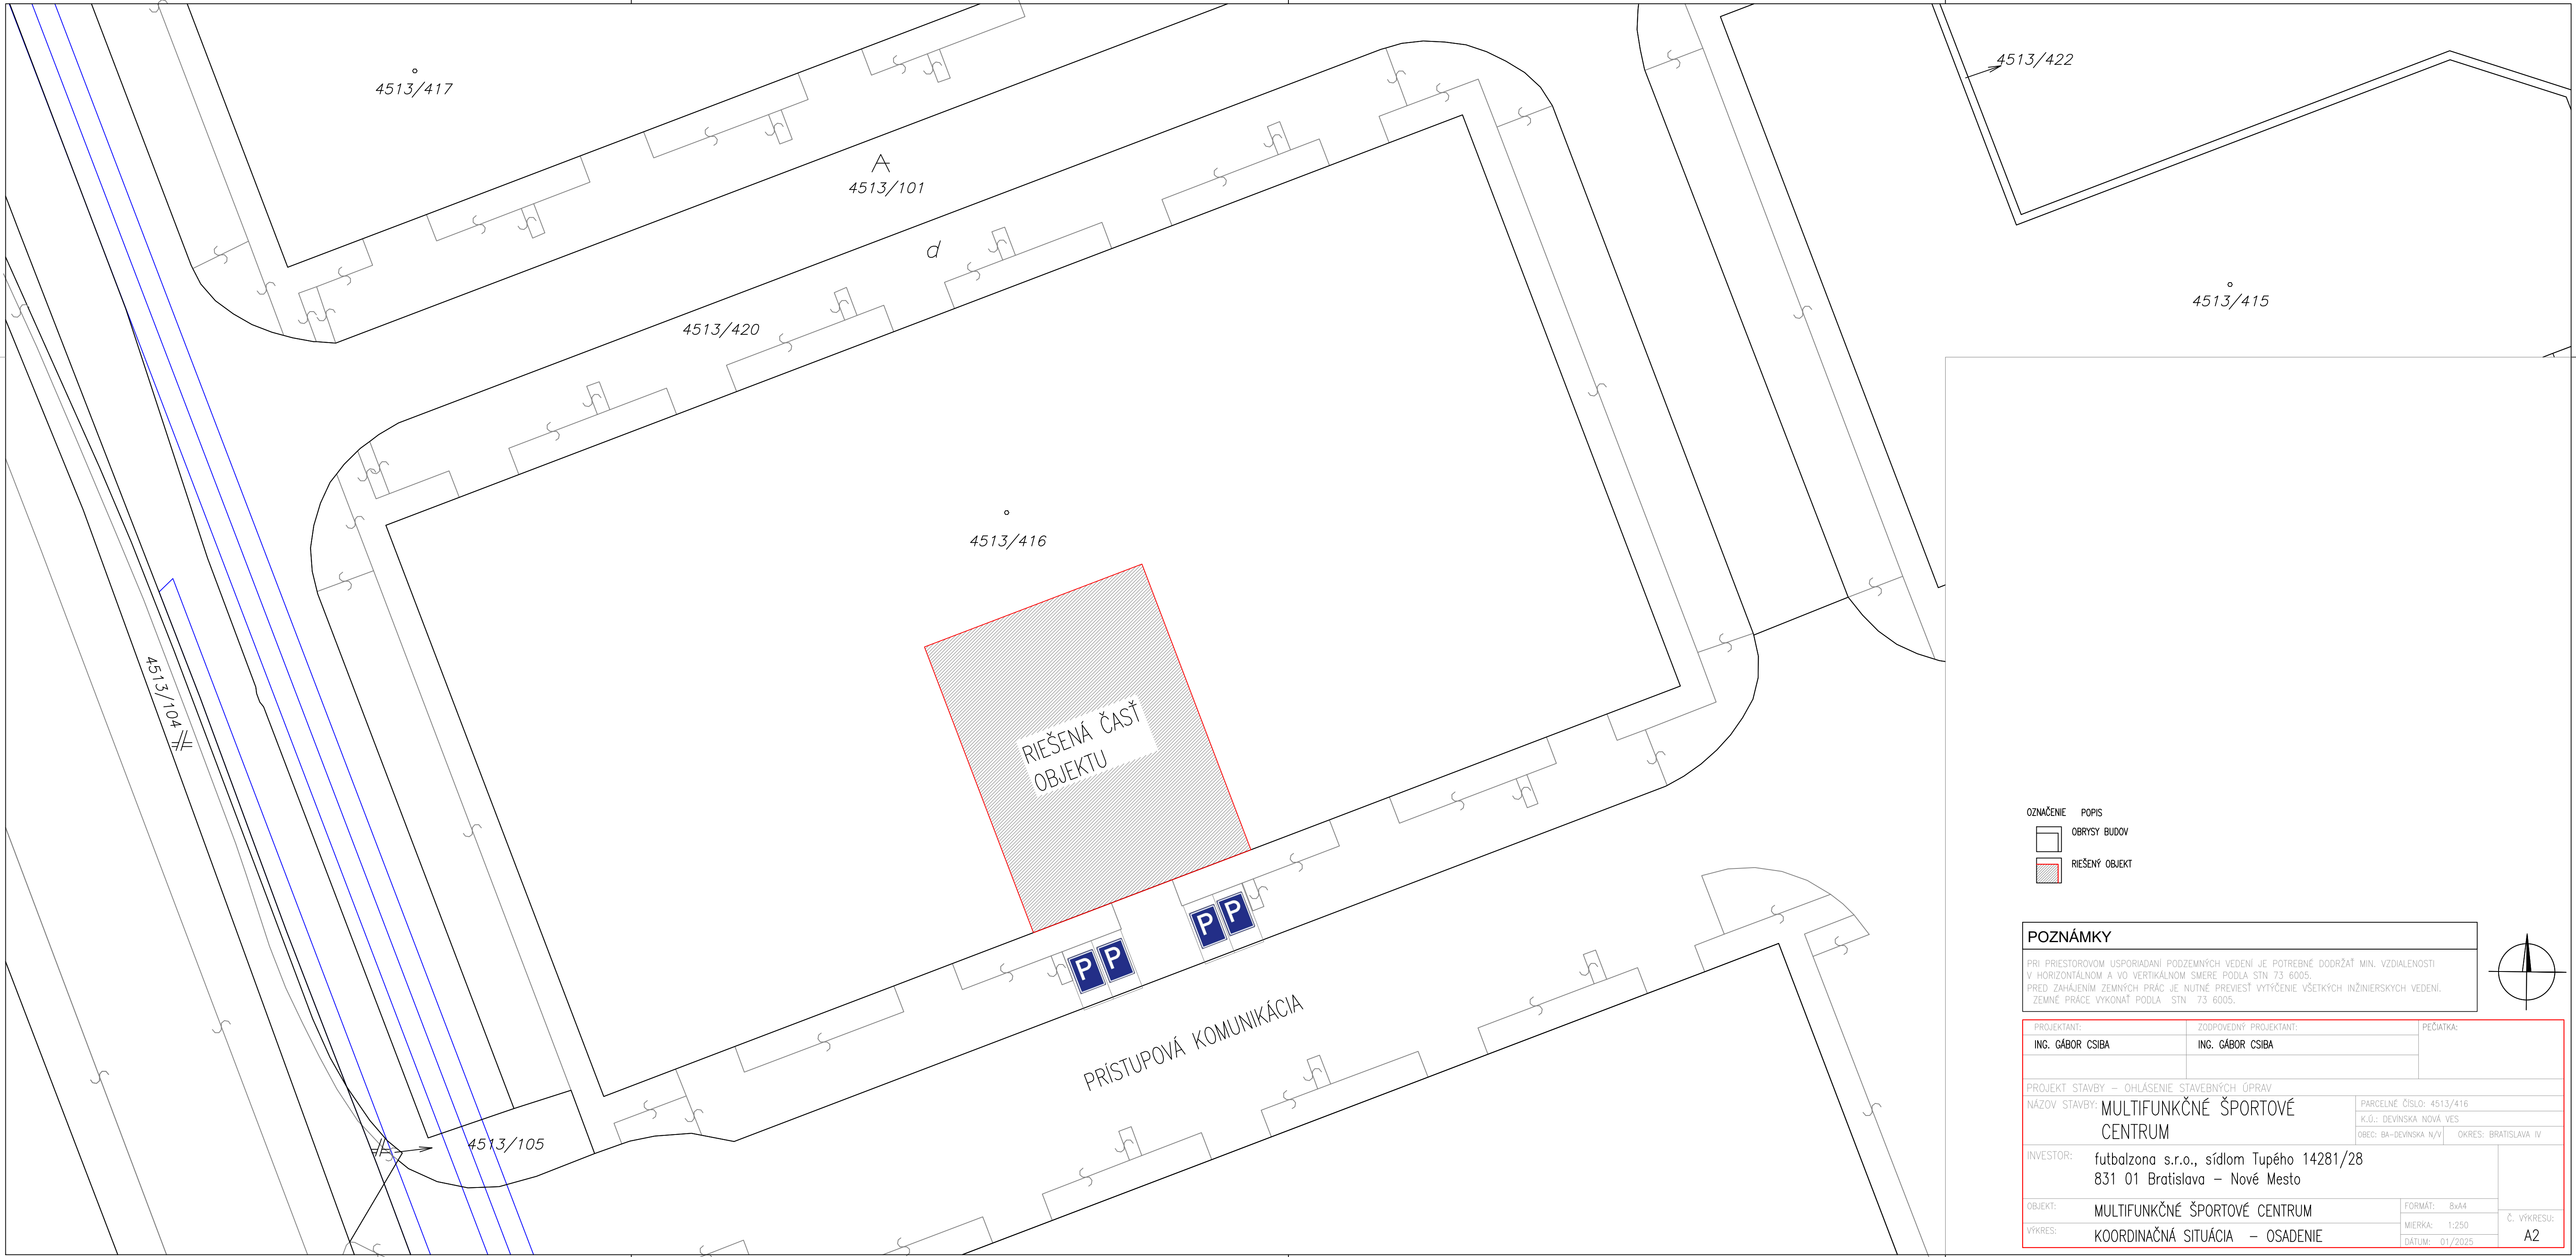 4513/417
4513/422
A
4513/101
d
4513/415
4513/420
4513/416
4513/104
RIEŠENÁ ČASŤ
OBJEKTU
P
P
P
P
PRÍSTUPOVÁ KOMUNIKÁCIA
4513/105
OZNAČENIE POPIS
OBRYSY BUDOV
RIEŠENÝ OBJEKT
POZNÁMKY
PRI PRIESTOROVOM USPORIADANÍ PODZEMNÝCH VEDENÍ JE POTREBNÉ DODRŽAŤ MIN. VZDIALENOSTI
V HORIZONTÁLNOM A VO VERTIKÁLNOM SMERE PODLA STN 73 6005.
PRED ZAHÁJENÍM ZEMNÝCH PRÁC JE NUTNÉ PREVIESŤ VYTÝČENIE VŠETKÝCH INŽINIERSKYCH VEDENÍ.
ZEMNÉ PRÁCE VYKONAŤ PODLA STN 73 6005.
PROJEKTANT: ZODPOVEDNÝ PROJEKTANT: PEČIATKA:
ING. GÁBOR CSIBA ING. GÁBOR CSIBA
PROJEKT STAVBY – OHLÁSENIE STAVEBNÝCH ÚPRAV
NÁZOV STAVBY: MULTIFUNKČNÉ ŠPORTOVÉ
CENTRUM
PARCELNÉ ČÍSLO: 4513/416
K.Ú.: DEVÍNSKA NOVÁ VES
OBEC: BA-DEVÍNSKA N/V OKRES: BRATISLAVA IV
INVESTOR: futbalzona s.r.o., sídlom Tupého 14281/28
831 01 Bratislava – Nové Mesto
OBJEKT: MULTIFUNKČNÉ ŠPORTOVÉ CENTRUM
FORMÁT: 8xA4
VÝKRES: KOORDINAČNÁ SITUÁCIA – OSADENIE
MIERKA: 1:250
DÁTUM: 01/2025
Č. VÝKRESU:
A2